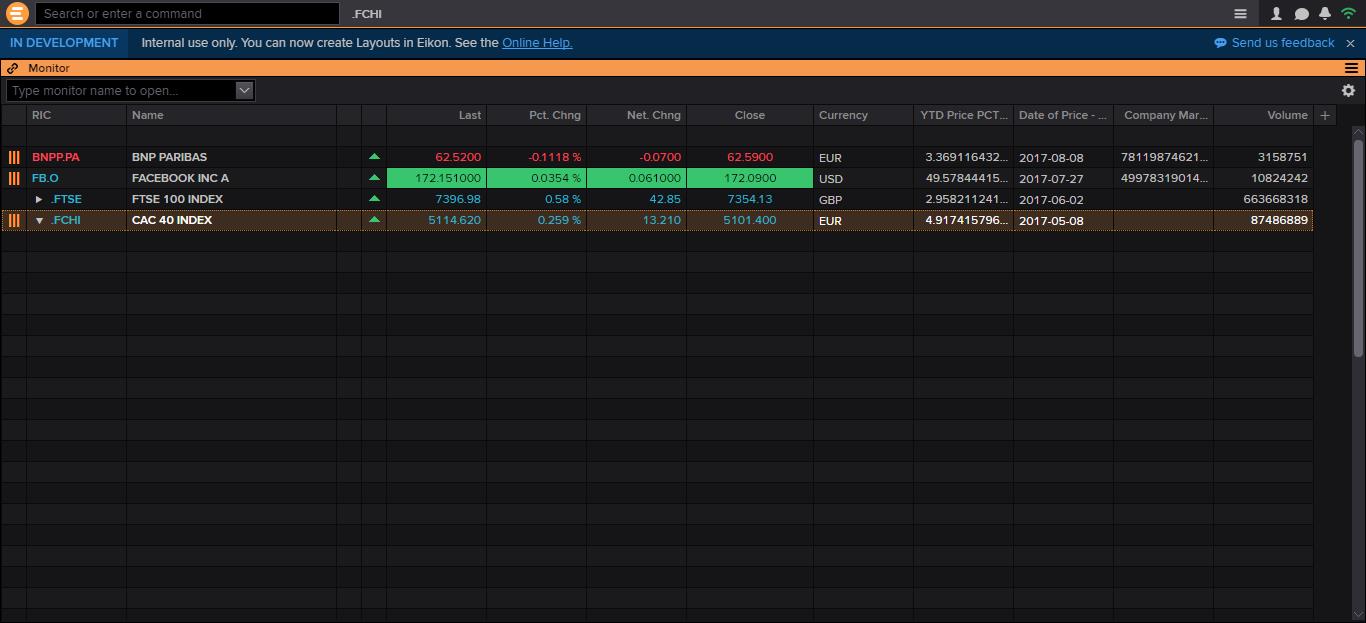 Search or enter a command .FCHI
IN DEVELOPMENT Internal use only. You can now create Layouts in Eikon. See the Online Help. Send us feedback
Monitor
Type monitor name to open...
RIC Name Last Pct. Chng Net. Chng Close Currency YTD Price PCT... Date of Price - ... Company Mar... Volume
BNPP.PA BNP PARIBAS 62.5200 -0.1118 % -0.0700 62.5900 EUR 3.369116432... 2017-08-08 78119874621... 3158751
FB.O FACEBOOK INC A 172.151000 0.0354 % 0.061000 172.0900 USD 49.57844415... 2017-07-27 49978319014... 10824242
.FTSE FTSE 100 INDEX 7396.98 0.58 % 42.85 7354.13 GBP 2.958211241... 2017-06-02 663668318
.FCHI CAC 40 INDEX 5114.620 0.259 % 13.210 5101.400 EUR 4.917415796... 2017-05-08 87486889